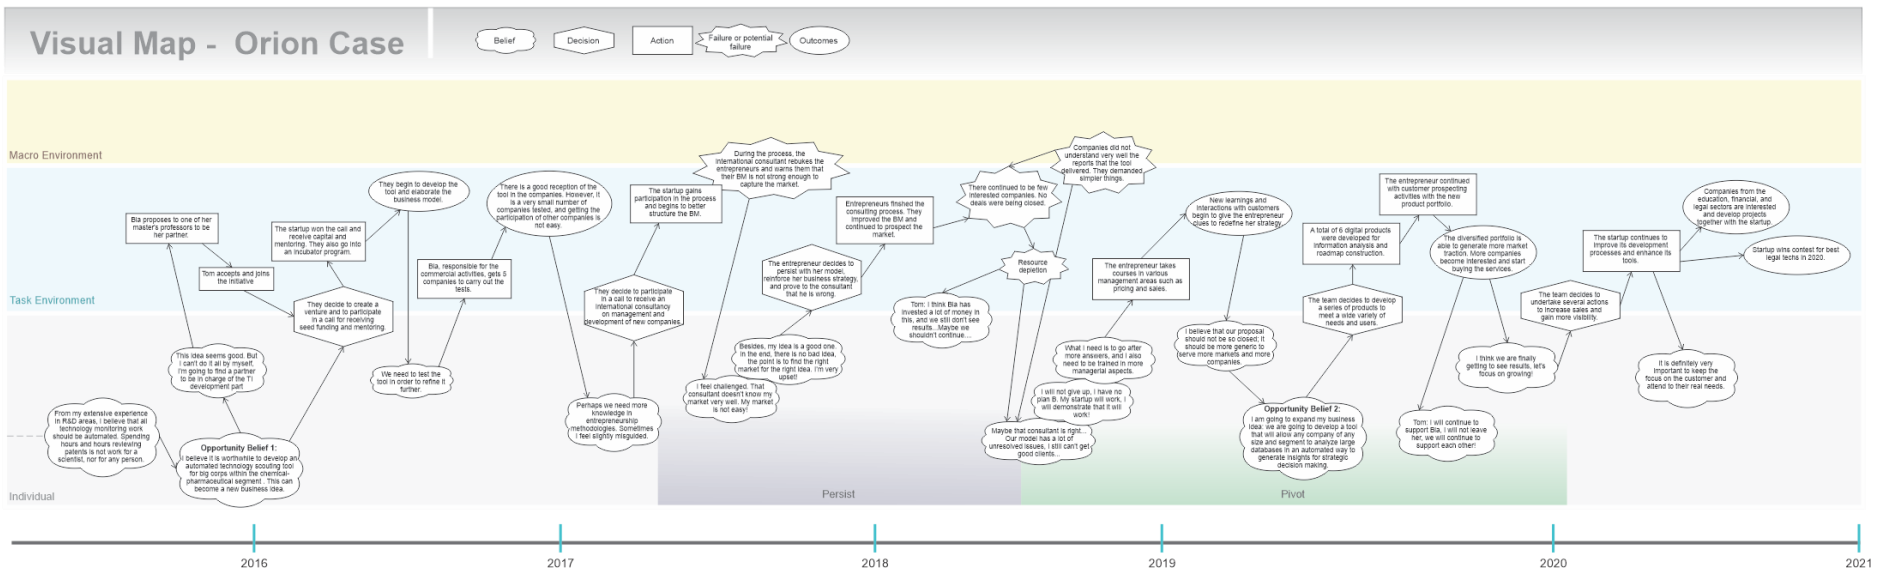 Visual Map - Orion Case
Belief
Decision
Action
Failure or potential
failure
Outcomes
Macro Environment
Task Environment
Individual
From my extensive experience
in R&D areas, I believe that all
technology monitoring work
should be automated. Spending
hours and hours reviewing
patents is not work for a
scientist, nor for any person.
Opportunity Belief 1:
I believe it is worthwhile to develop an
automated technology scouting tool
for big corps within the chemical-
pharmaceutical segment . This can
become a new business idea.
This idea seems good. But
I can't do it all by myself,
I'm going to find a partner
to be in charge of the TI
development part
Bia proposes to one of her
master's professors to be
her partner.
Tom accepts and joins
the initiative
They decide to create a
venture and to participate
in a call for receiving
seed funding and mentoring.
The startup won the call and
receive capital and
mentoring. They also go into
an incubator program.
They begin to develop the
tool and elaborate the
business model.
We need to test the
tool in order to refine it
further.
Bia, responsible for the
commercial activities, gets 5
companies to carry out the
tests.
There is a good reception of the
tool in the companies. However, it
is a very small number of
companies tested, and getting the
participation of other companies is
not easy.
Perhaps we need more
knowledge in
entrepreneurship
methodlogies. Sometimes
I feel slightly misguided.
They decide to participate
in a call to receive an
international consultancy
on management and
development of new companies.
The startup gains
participation in the process
and begins to better
structure the BM.
During the process, the
international consultant rebukes the
entrepreneurs and warns them that
their BM is not strong enough to
capture the market.
I feel challenged. That
consultant doesn't know my
market very well. My market
is not easy!
Besides, my idea is a good one.
In the end, there is no bad idea,
the point is to find the right
market for the right idea. I'm very
upset!
The entrepreneur decides to
persist with her model,
reinforce her business strategy,
and prove to the consultant
that he is wrong.
Entrepreneurs finshed the
consulting process. They
improved the BM and
continued to prospect the
market.
There continued to be few
interested companies. No
deals were being closed.
Companies did not
understand very well the
reports that the tool
delivered. They demanded
simpler things.
Resource
depletion
Tom: I think Bia has
invested a lot of money in
this, and we still don't see
results...Maybe we
shouldn't continue...
Maybe that consultant is right...
Our model has a lot of
unresolved issues, I still can't get
good clients...
I will not give up, I have no
plan B. My startup will work, I
will demonstrate that it will
work!
What I need is to go after
more answers, and I also
need to be trained in more
managerial aspects.
The entrepreneur takes
courses in various
management areas such as
pricing and sales.
New learnings and
interactions with customers
begin to give the entrepreneur
clues to redefine her strategy.
I believe that our proposal
should not be so closed; it
should be more generic to
serve more markets and more
companies.
Opportunity Belief 2:
I am going to expand my business
idea: we are going to develop a tool
that will allow any company of any
size and segment to analyze large
databases in an automated way to
generate insights for strategic
decision making.
The team decides to develop
a series of products to
meet a wide variety of
needs and users.
A total of 6 digital products
were developed for
information analysis and
roadmap construction.
The entrepreneur continued
with customer prospecting
activities with the new
product portfolio.
The diversified portfolio is
able to generate more market
traction. More companies
become interested and start
buying the services.
Tom: I will continue to
support Bia, I will not leave
her, we will continue to
support each other!
I think we are finally
getting to see results, let's
focus on growing!
The team decides to
undertake several actions
to increase sales and
gain more visibility.
The startup continues to
improve its development
processes and enhance its
tools.
Companies from the
education, financial, and
legal sectors are interested
and develop projects
together with the startup.
Startup wins contest for best
legal techs in 2020.
It is definitely very
important to keep the
focus on the customer and
attend to their real needs.
Persist
Pivot
2016
2017
2018
2019
2020
2021